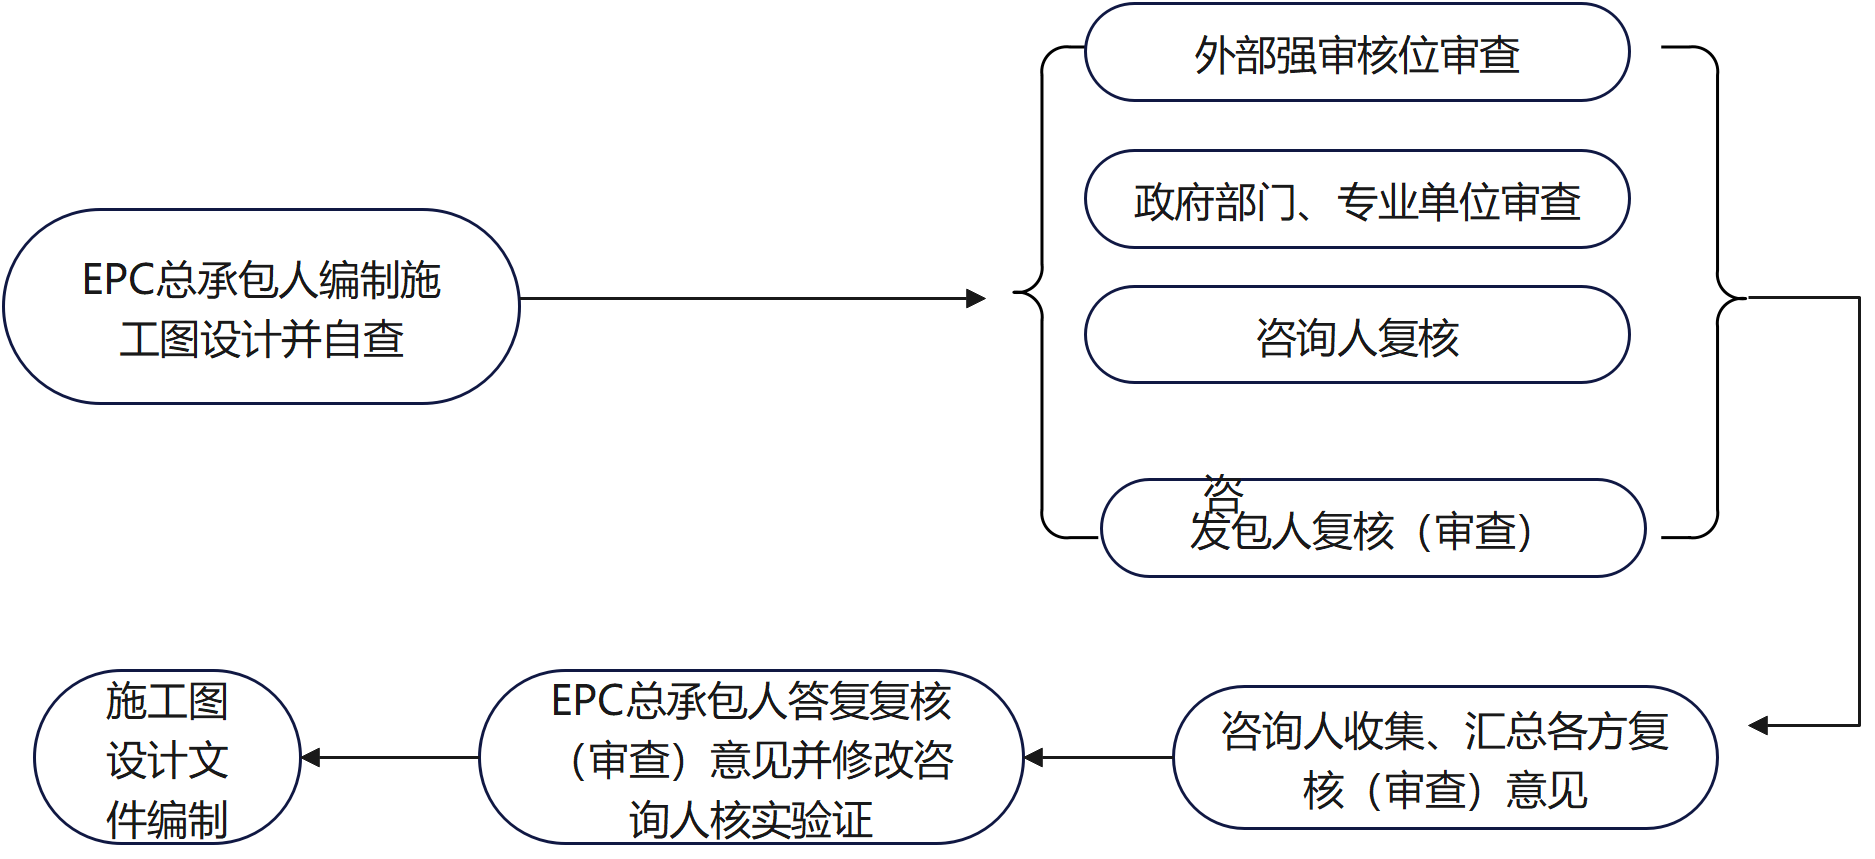 外部强审核位审查
政府部门、专业单位审查
EPC总承包人编制施
工图设计并自查
咨询人复核
咨
发包人复核（审查）
施工图
设计文
件编制
EPC总承包人答复复核
（审查）意见并修改咨
询人核实验证
咨询人收集、汇总各方复
核（审查）意见